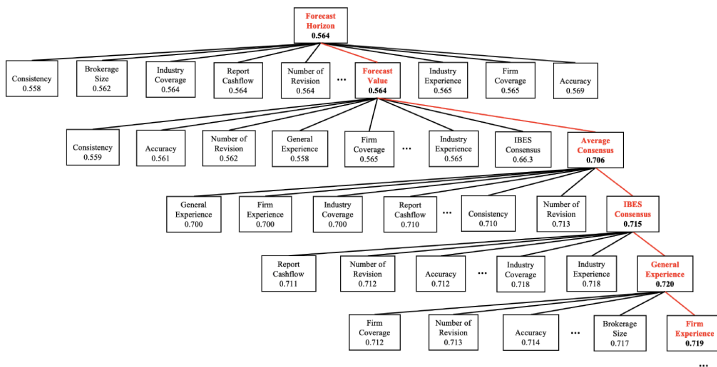 Forecast
Horizon
0.564
Consistency
0.558
Brokerage
Size
0.562
Industry
Coverage
0.564
Report
Cashflow
0.564
Number of
Revision
0.564
...
Forecast
Value
0.564
Industry
Experience
0.565
Firm
Coverage
0.565
Accuracy
0.569
Consistency
0.559
Accuracy
0.561
Number of
Revision
0.562
General
Experience
0.558
Firm
Coverage
0.565
...
Industry
Experience
0.565
IBES
Consensus
0.66.3
Average
Consensus
0.706
General
Experience
0.700
Firm
Experience
0.700
Industry
Coverage
0.700
Report
Cashflow
0.710
...
Consistency
0.710
Number of
Revision
0.713
IBES
Consensus
0.715
Report
Cashflow
0.711
Number of
Revision
0.712
Accuracy
0.712
...
Industry
Coverage
0.718
Industry
Experience
0.718
General
Experience
0.720
Firm
Coverage
0.712
Number of
Revision
0.713
Accuracy
0.714
...
Brokerage
Size
0.717
Firm
Experience
0.719
...